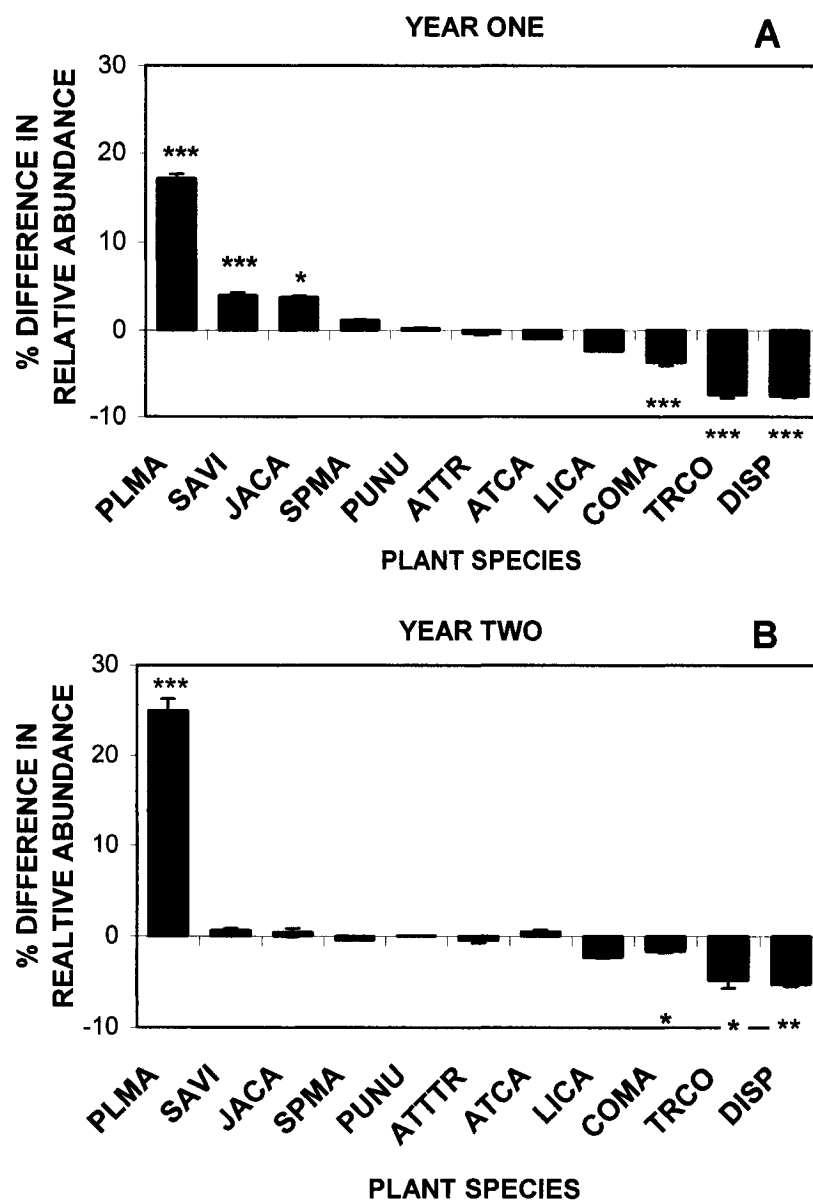 YEAR ONE
A
% DIFFERENCE IN
RELATIVE ABUNDANCE
30
20
10
0
-10
***
***
*
***
***
***
PLMA
SAVI
JACA
SPMA
PUNU
ATTR
ATCA
LICA
COMA
TRCO
DISP
PLANT SPECIES
YEAR TWO
B
% DIFFERENCE IN
REALTIVE ABUNDANCE
30
20
10
0
-10
***
*
*
**
PLMA
SAVI
JACA
SPMA
PUNU
ATTTR
ATCA
LICA
COMA
TRCO
DISP
PLANT SPECIES